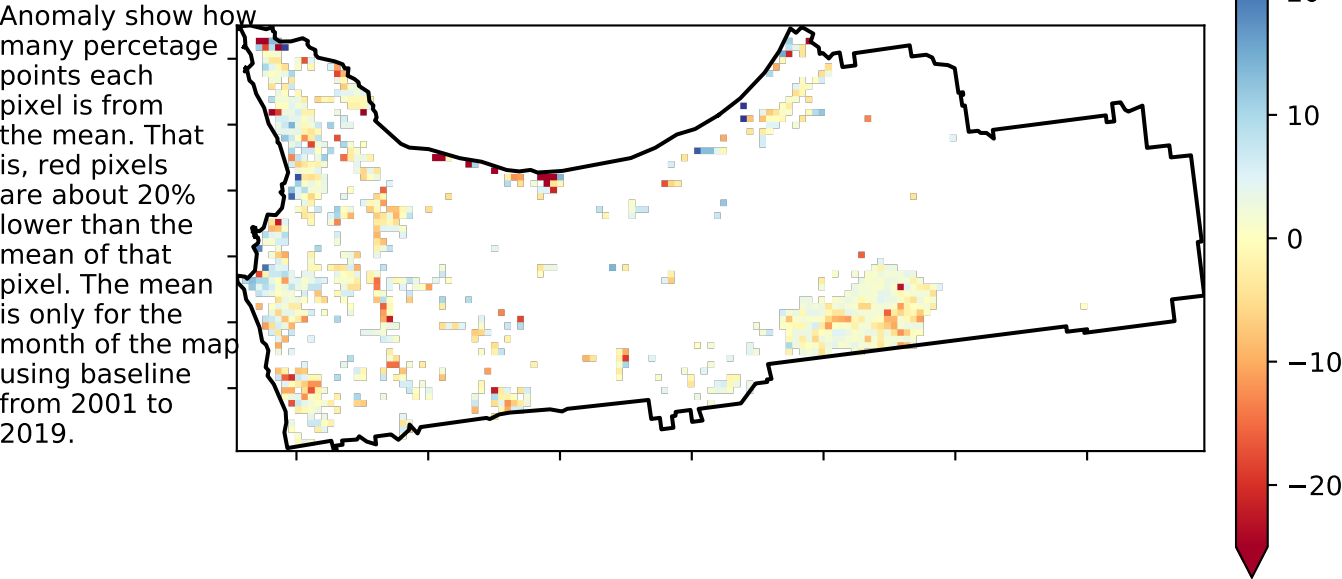 Anomaly show how
many percetage
points each
pixel is from
the mean. That
is, red pixels
are about 20%
lower than the
mean of that
pixel. The mean
is only for the
month of the map
using baseline
from 2001 to
2019.
10
0
−10
−20